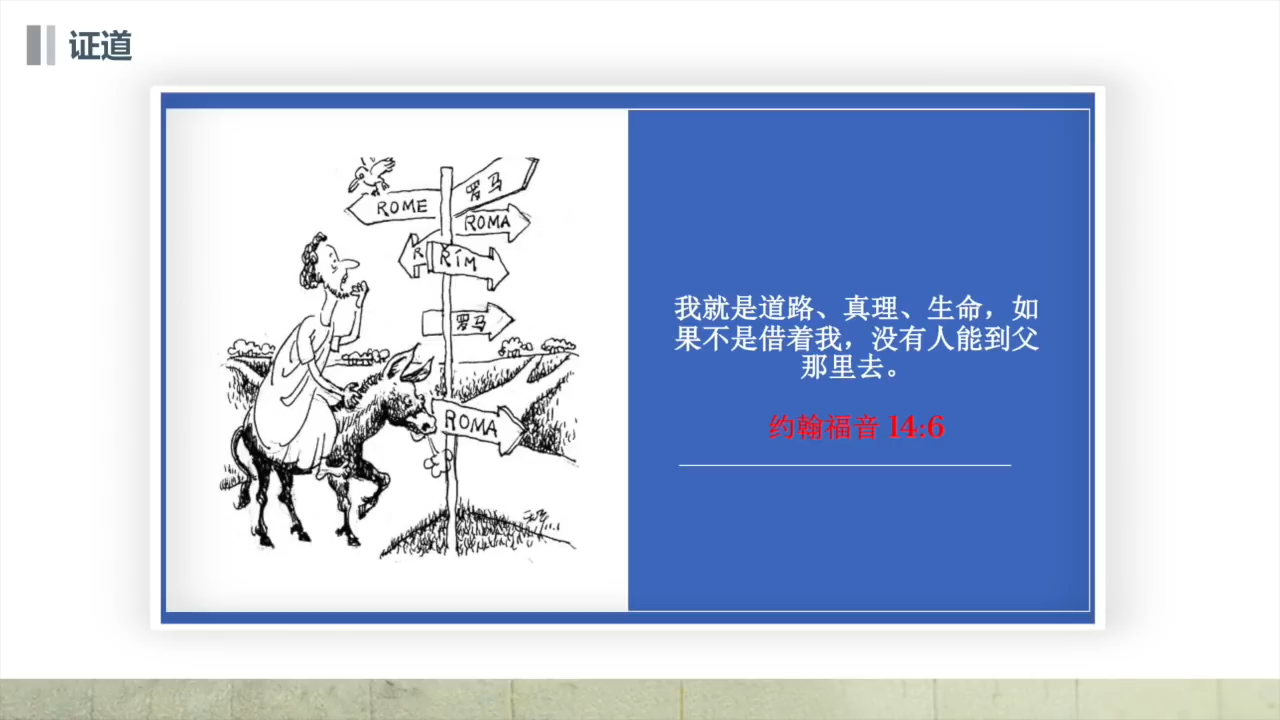 证道
罗马
ROME
ROMA
R
RÍM
罗马
ROMA
我就是道路、真理、生命，如
果不是借着我，没有人能到父
那里去。
约翰福音 14:6